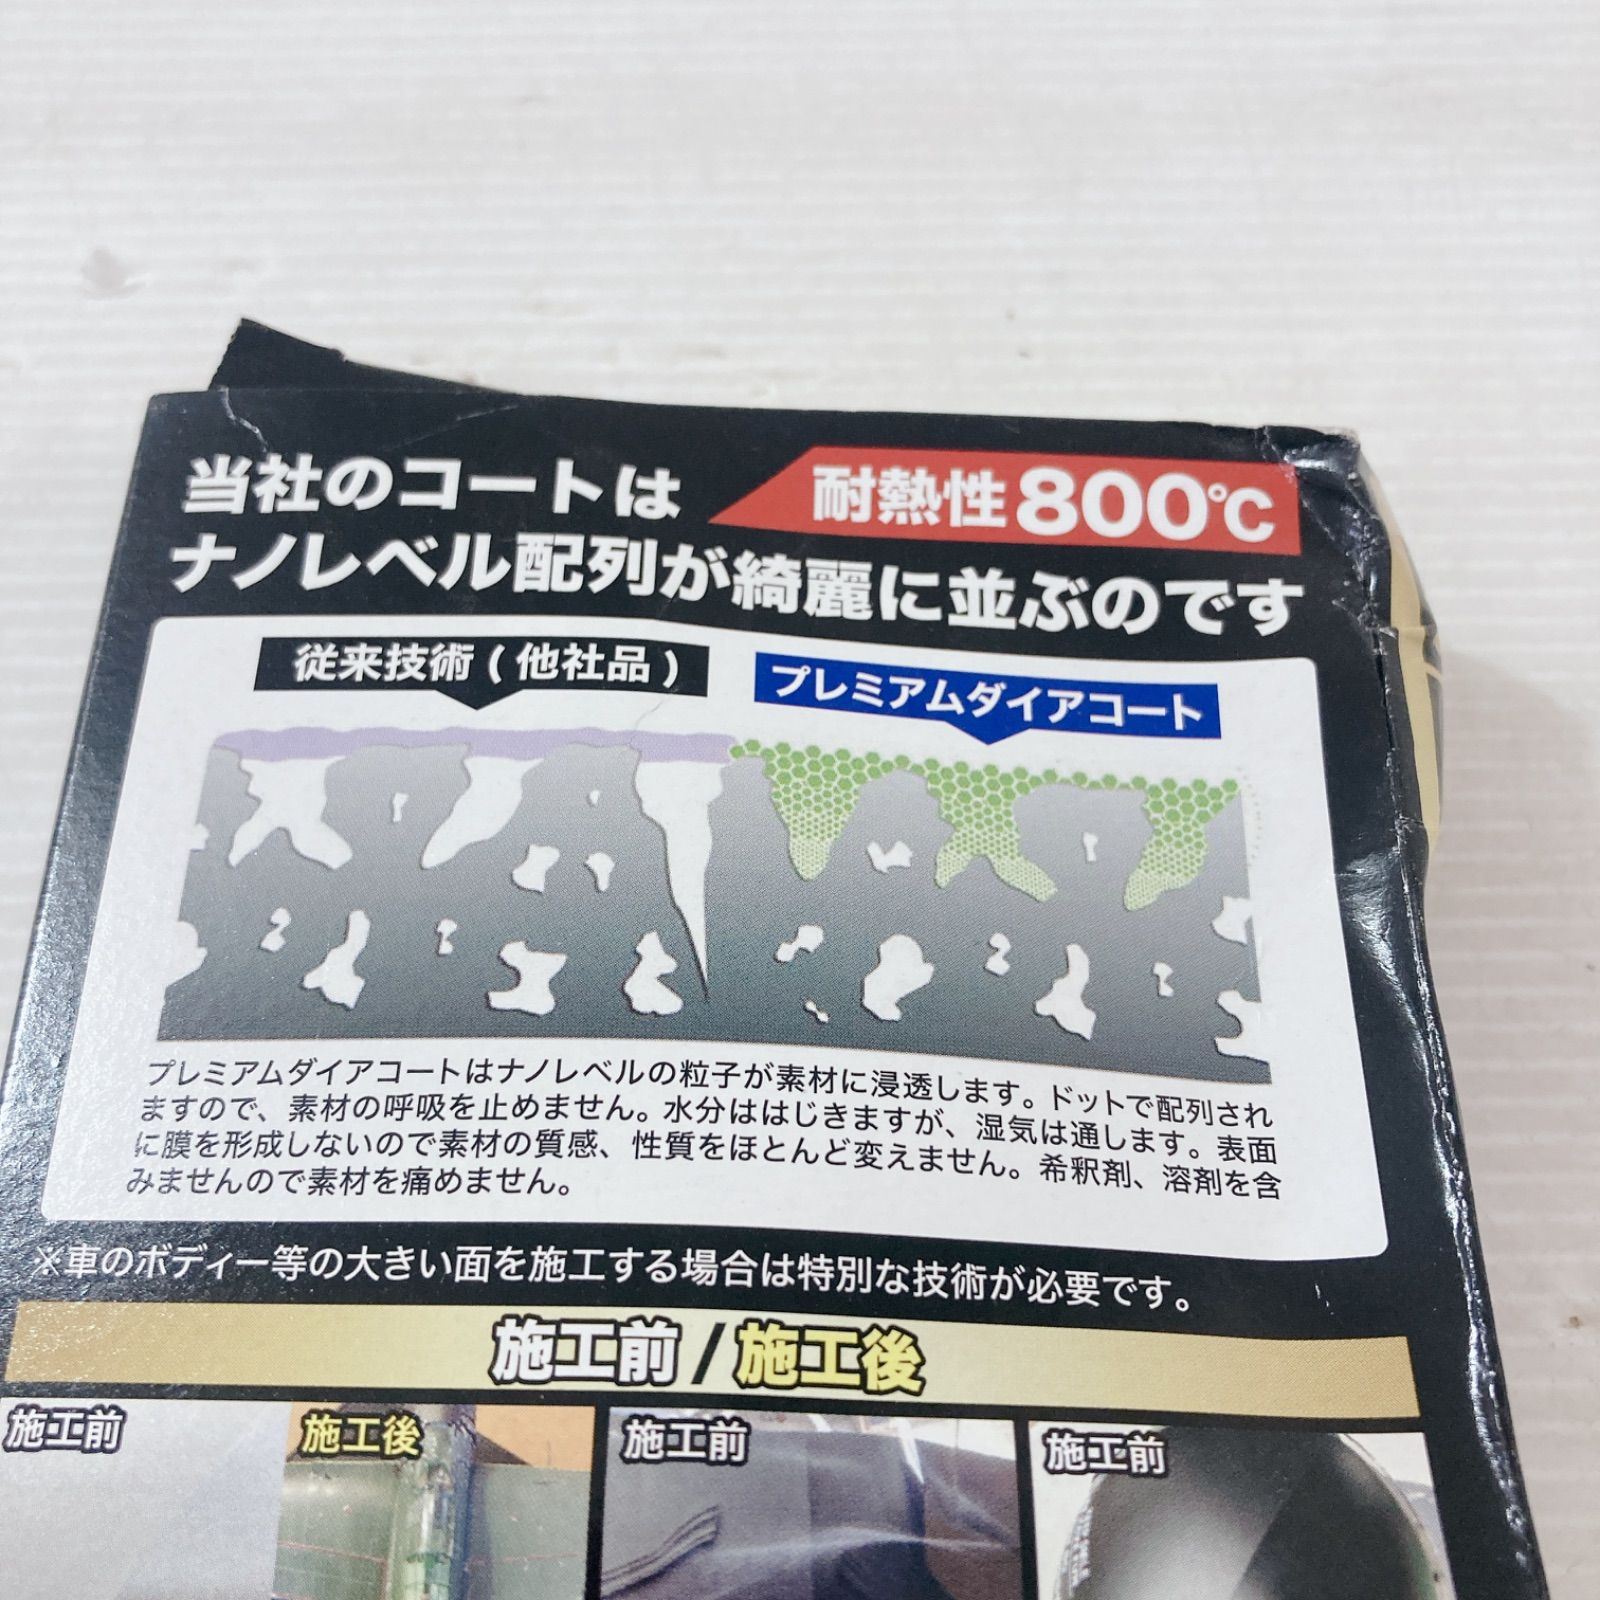 当社のコートは
耐熱性800℃
ナノレベル配列が綺麗に並ぶのです
従来技術(他社品)
プレミアムダイアコート
プレミアムダイアコートはナノレベルの粒子が素材に浸透します。ドットで配列され
ますので、素材の呼吸を止めません。水分ははじきますが、湿気は通します。表面
に膜を形成しないので素材の質感、性質をほとんど変えません。希釈剤、溶剤を含
みませんので素材を痛めません。
※車のボディー等の大きい面を施工する場合は特別な技術が必要です。
施工前/施工後
施工前
施工後
施工前
施工前